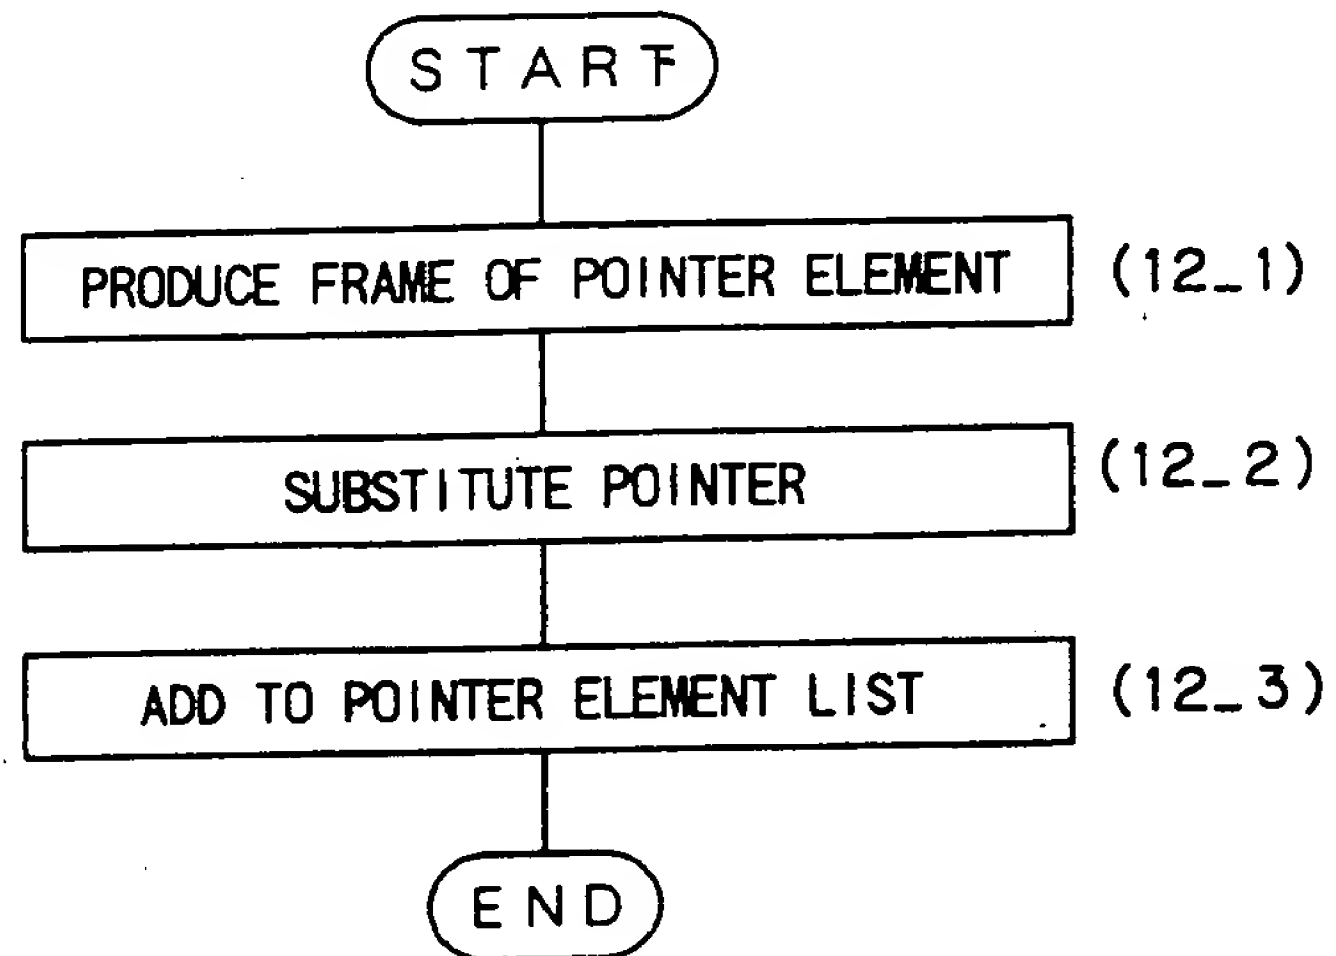 START
PRODUCE FRAME OF POINTER ELEMENT (12_1)
SUBSTITUTE POINTER (12_2)
ADD TO POINTER ELEMENT LIST (12_3)
END